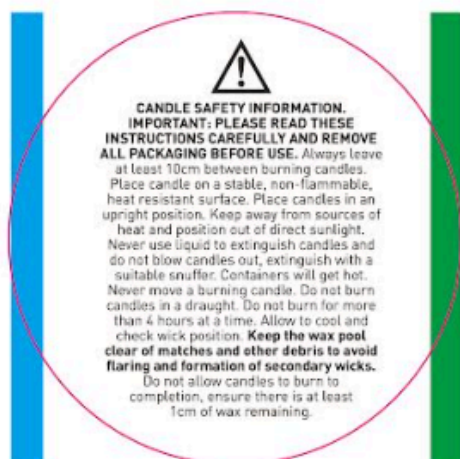 CANDLE SAFETY INFORMATION.
IMPORTANT: PLEASE READ THESE
INSTRUCTIONS CAREFULLY AND REMOVE
ALL PACKAGING BEFORE USE. Always leave
at least 10cm between burning candles.
Place candle on a stable, non-flammable,
heat resistant surface. Place candles in an
upright position. Keep away from sources of
heat and position out of direct sunlight.
Never use liquid to extinguish candles and
do not blow candles out, extinguish with a
suitable snuffer. Containers will get hot.
Never move a burning candle. Do not burn
candles in a draught. Do not burn for more
than 4 hours at a time. Allow to cool and
check wick position. Keep the wax pool
clear of matches and other debris to avoid
flaring and formation of secondary wicks.
Do not allow candles to burn to
completion, ensure there is at least
1cm of wax remaining.